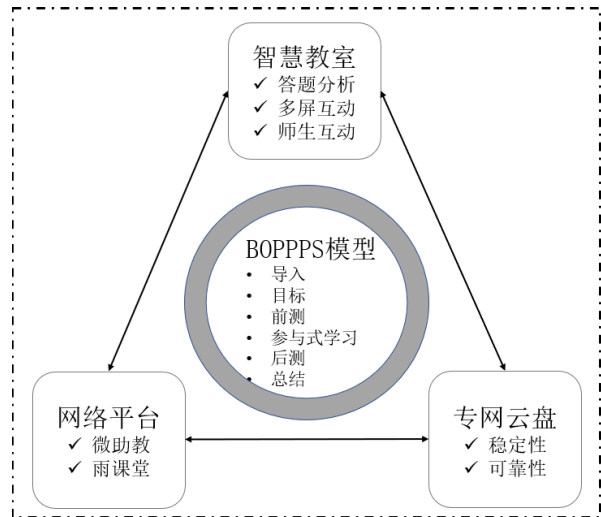 智慧教室
✓ 答题分析
✓ 多屏互动
✓ 师生互动
BOPPPS模型
• 导入
• 目标
• 前测
• 参与式学习
• 后测
• 总结
网络平台
✓ 微助教
✓ 雨课堂
专网云盘
✓ 稳定性
✓ 可靠性